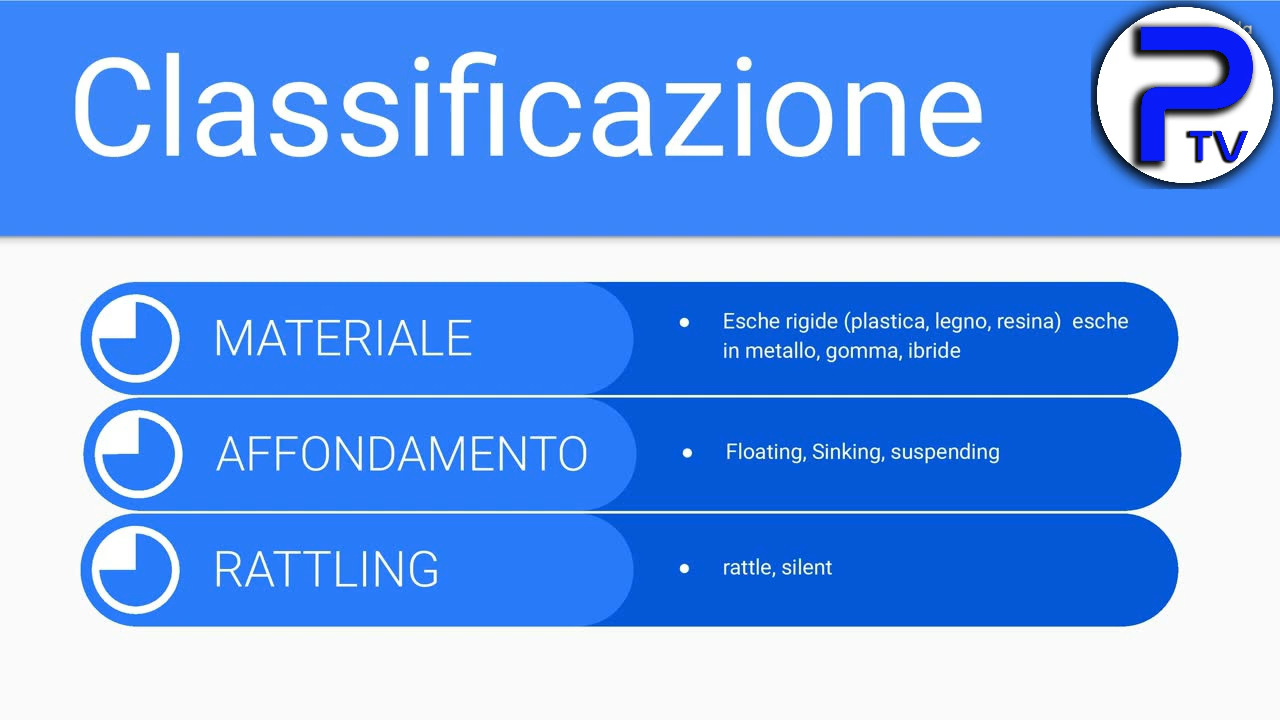 Classificazione
P
TV
MATERIALE
● Esche rigide (plastica, legno, resina)  esche
in metallo, gomma, ibride
AFFONDAMENTO
● Floating, Sinking, suspending
RATTLING
● rattle, silent